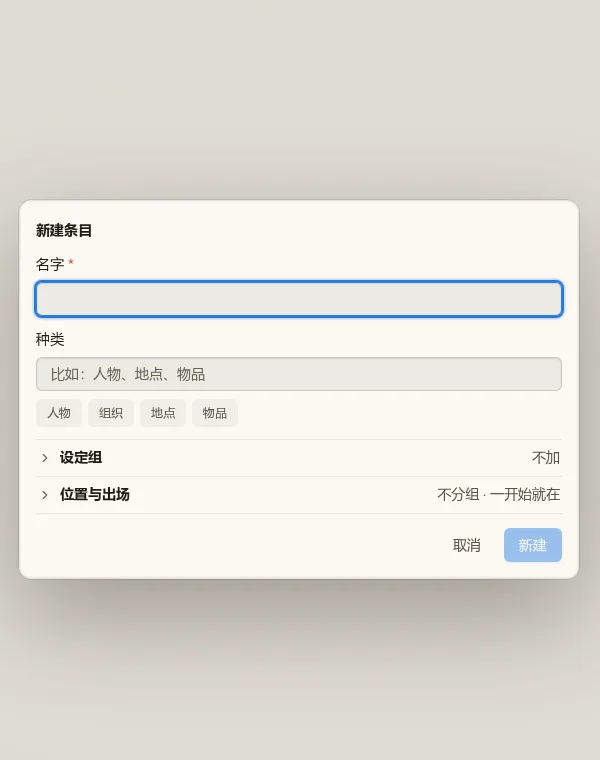 新建条目
名字 *
种类
比如：人物、地点、物品
人物 组织 地点 物品
设定组 不加
位置与出场 不分组 · 一开始就在
取消 新建